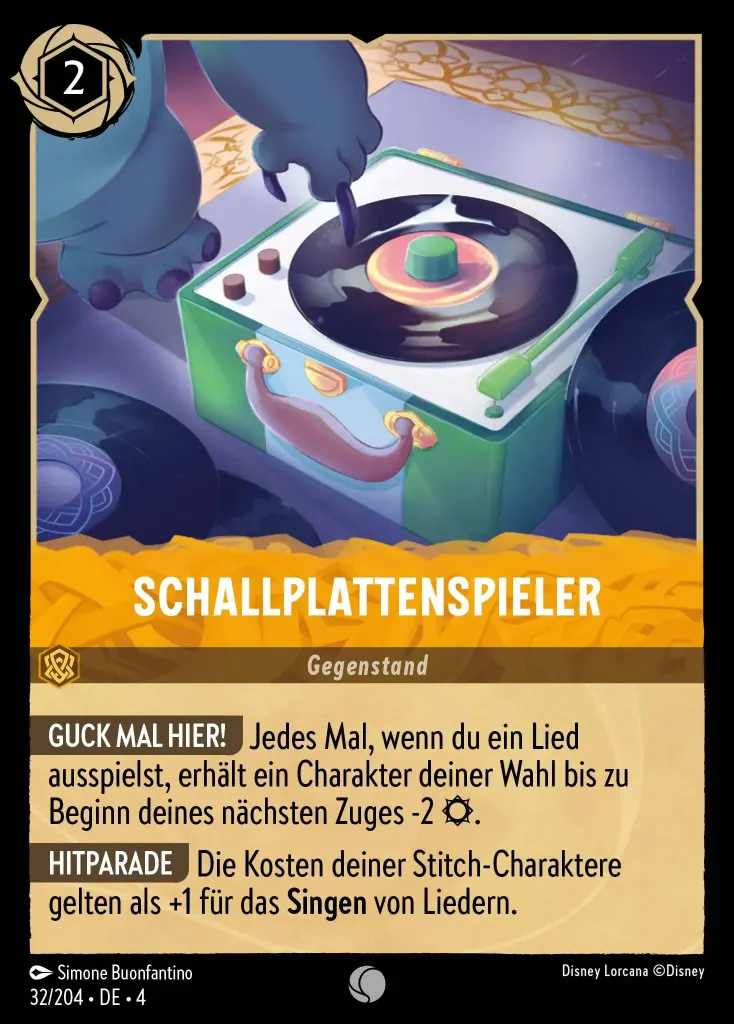 2
SCHALLPLATTENSPIELER
Gegenstand
GUCK MAL HIER! Jedes Mal, wenn du ein Lied
ausspielst, erhält ein Charakter deiner Wahl bis zu
Beginn deines nächsten Zuges -2 .
HITPARADE Die Kosten deiner Stitch-Charaktere
gelten als +1 für das Singen von Liedern.
Simone Buonfantino
Disney Lorcana ©Disney
32/204 • DE • 4